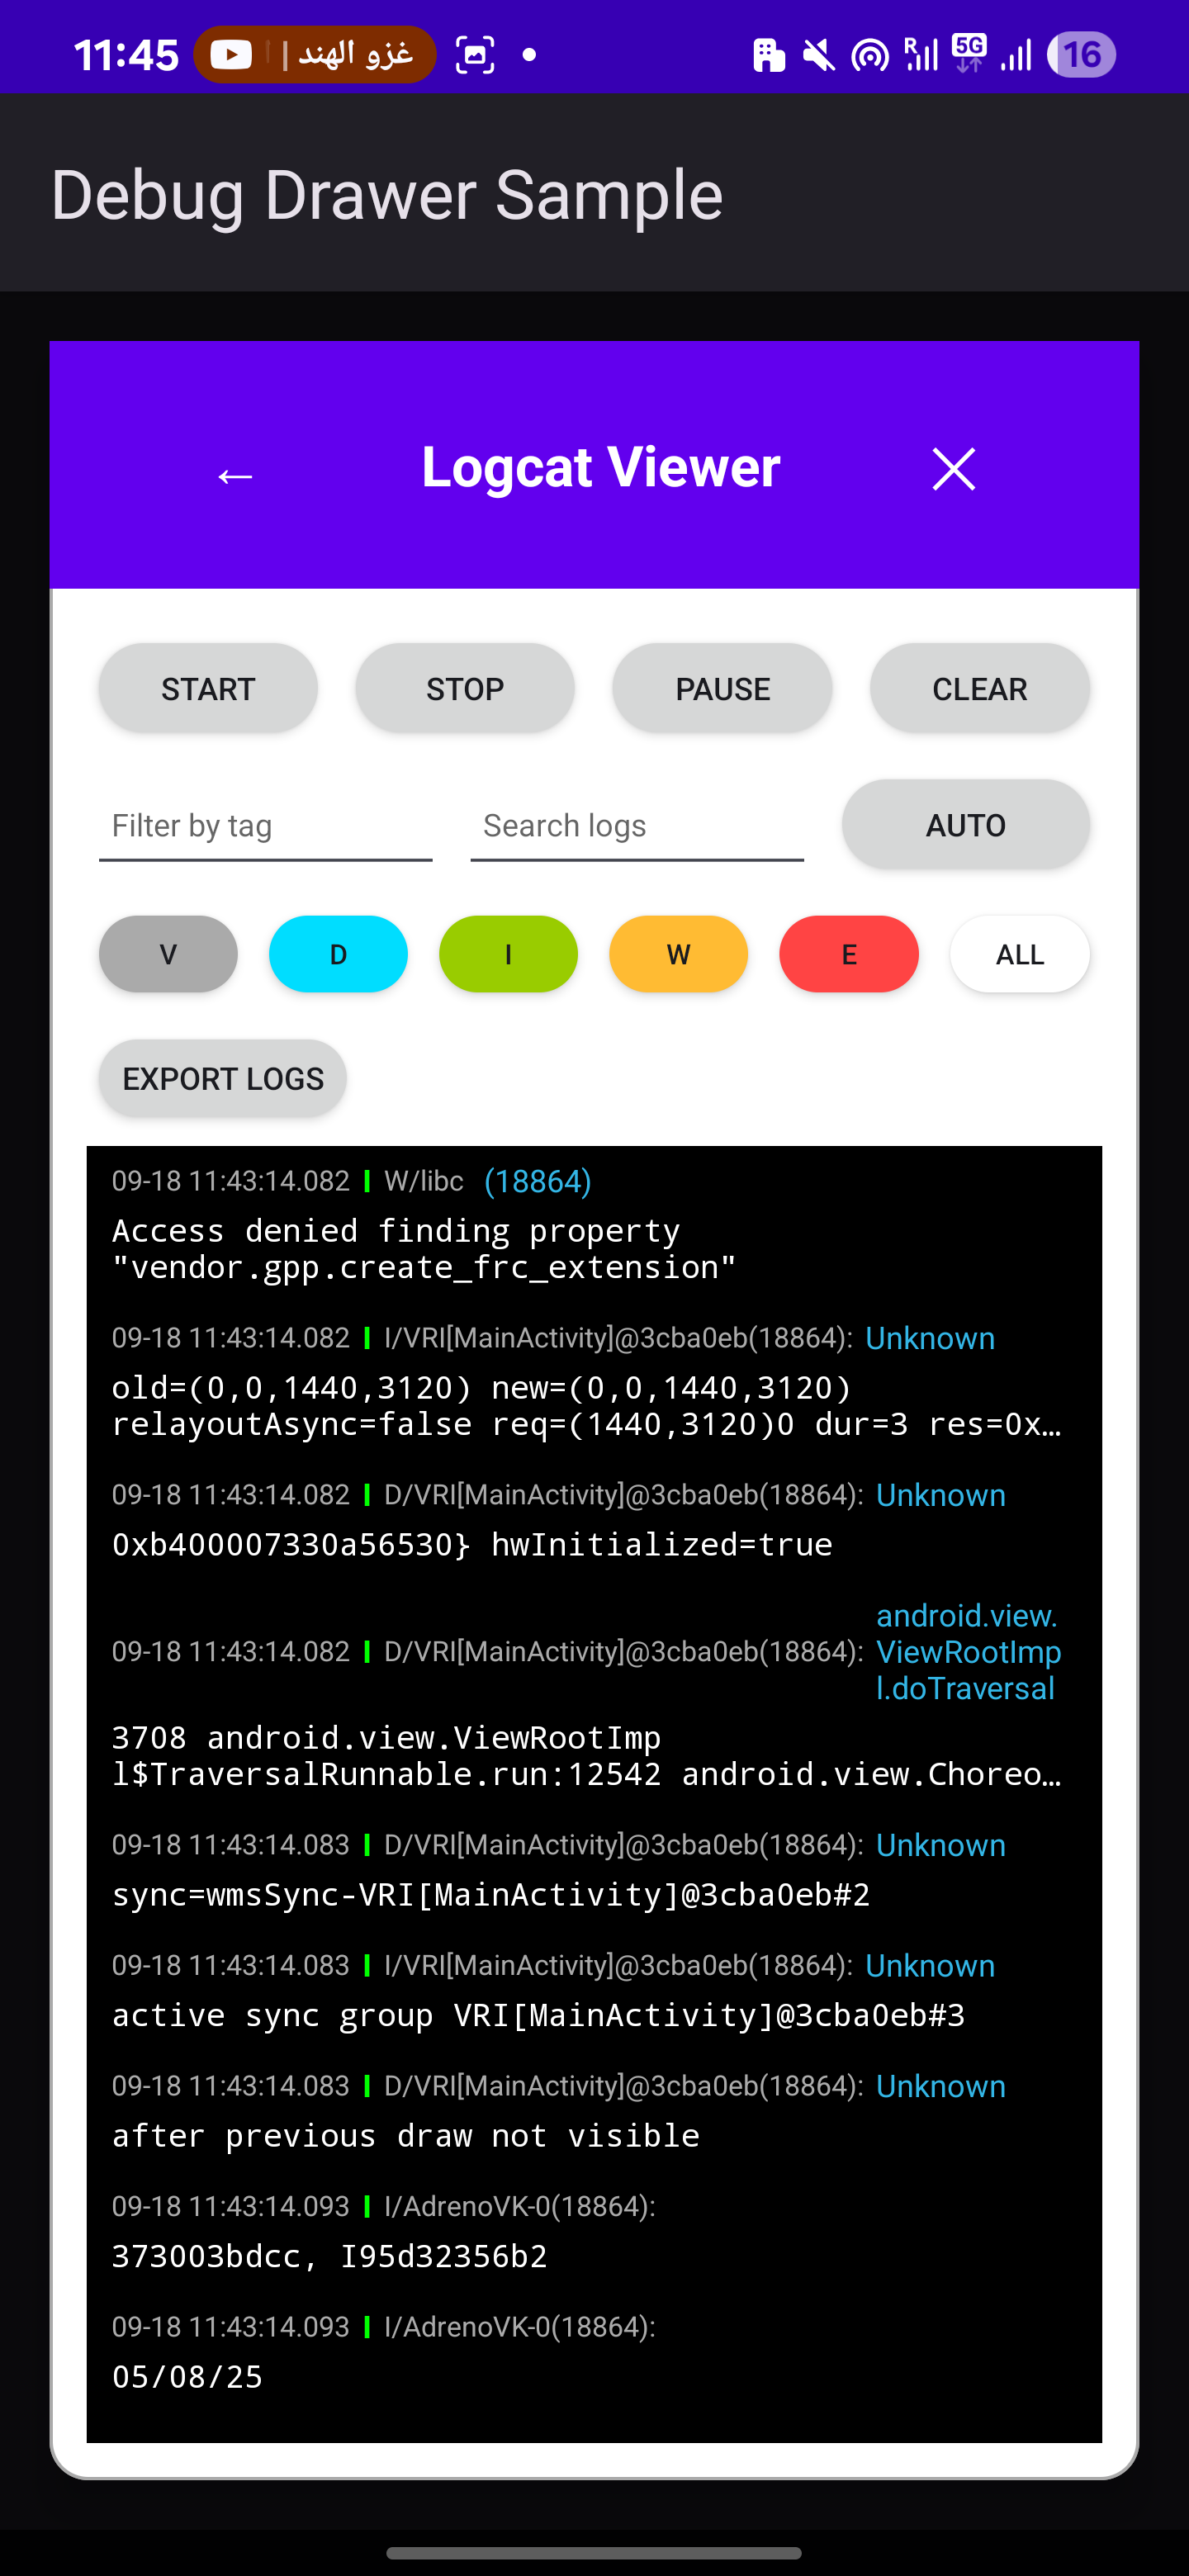 11:45
غزو الهند |
R
5G
16
Debug Drawer Sample
← Logcat Viewer
START STOP PAUSE CLEAR
Filter by tag Search logs AUTO
V D I W E ALL
EXPORT LOGS
09-18 11:43:14.082 W/libc (18864)
Access denied finding property
"vendor.gpp.create_frc_extension"
09-18 11:43:14.082 I/VRI[MainActivity]@3cba0eb(18864): Unknown
old=(0,0,1440,3120) new=(0,0,1440,3120)
relayoutAsync=false req=(1440,3120)0 dur=3 res=0x…
09-18 11:43:14.082 D/VRI[MainActivity]@3cba0eb(18864): Unknown
0xb400007330a56530} hwInitialized=true
09-18 11:43:14.082 D/VRI[MainActivity]@3cba0eb(18864):
android.view.
ViewRootImp
l.doTraversal
3708 android.view.ViewRootImp
l$TraversalRunnable.run:12542 android.view.Choreo…
09-18 11:43:14.083 D/VRI[MainActivity]@3cba0eb(18864): Unknown
sync=wmsSync-VRI[MainActivity]@3cba0eb#2
09-18 11:43:14.083 I/VRI[MainActivity]@3cba0eb(18864): Unknown
active sync group VRI[MainActivity]@3cba0eb#3
09-18 11:43:14.083 D/VRI[MainActivity]@3cba0eb(18864): Unknown
after previous draw not visible
09-18 11:43:14.093 I/AdrenoVK-0(18864):
373003bdcc, I95d32356b2
09-18 11:43:14.093 I/AdrenoVK-0(18864):
05/08/25